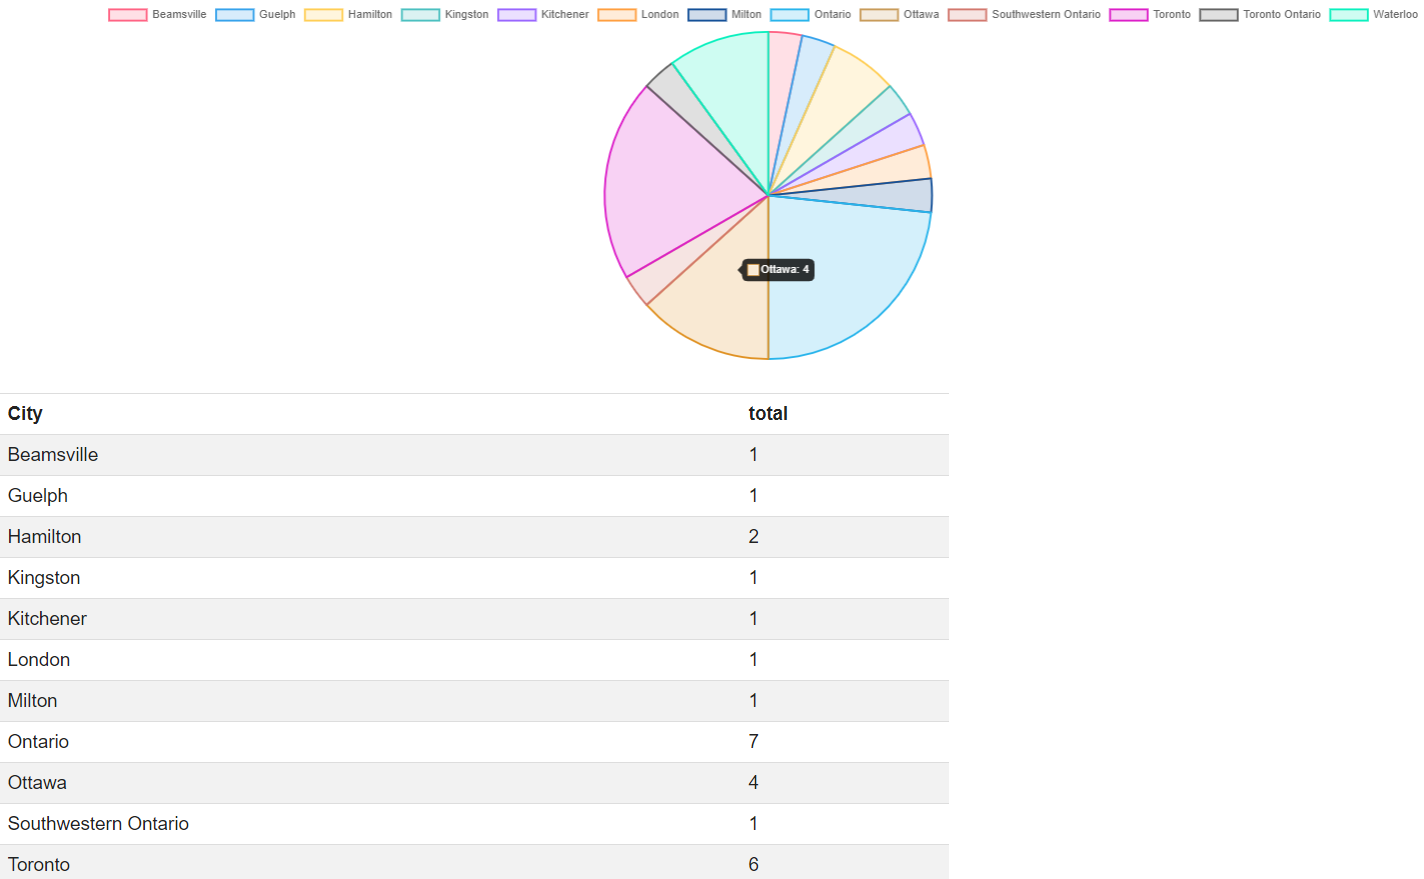 Beamsville Guelph Hamilton Kingston Kitchener London Milton Ontario Ottawa Southwestern Ontario Toronto Toronto Ontario Waterloo
Ottawa: 4
City total
Beamsville 1
Guelph 1
Hamilton 2
Kingston 1
Kitchener 1
London 1
Milton 1
Ontario 7
Ottawa 4
Southwestern Ontario 1
Toronto 6